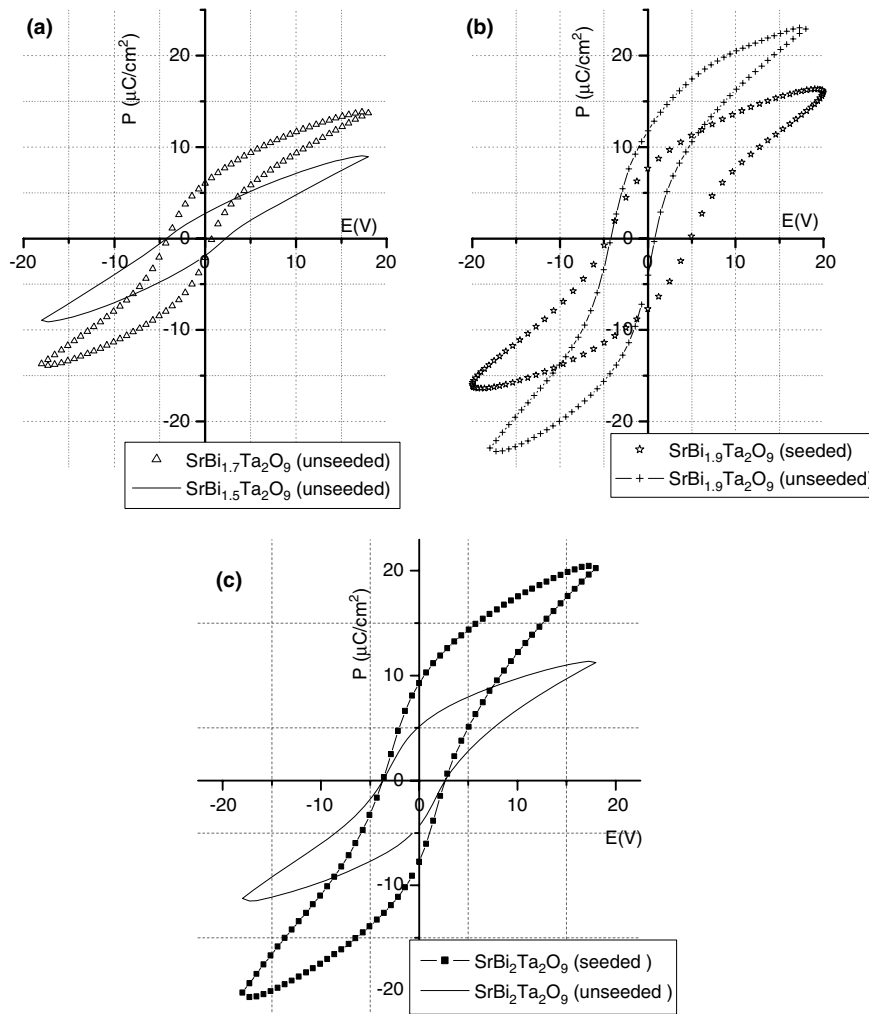 (a)
P (μC/cm²)
20
10
E(V)
-20 -10 0 10 20
0
-10
-20
SrBi₁.₇Ta₂O₉ (unseeded)
SrBi₁.₅Ta₂O₉ (unseeded)
(b)
P (μC/cm²)
20
10
E(V)
-20 -10 0 10 20
0
-10
-20
SrBi₁.₉Ta₂O₉ (seeded)
SrBi₁.₉Ta₂O₉ (unseeded)
(c)
P (μC/cm²)
20
10
0
-20 -10 0 10 20
E(V)
-10
-20
SrBi₂Ta₂O₉ (seeded )
SrBi₂Ta₂O₉ (unseeded )